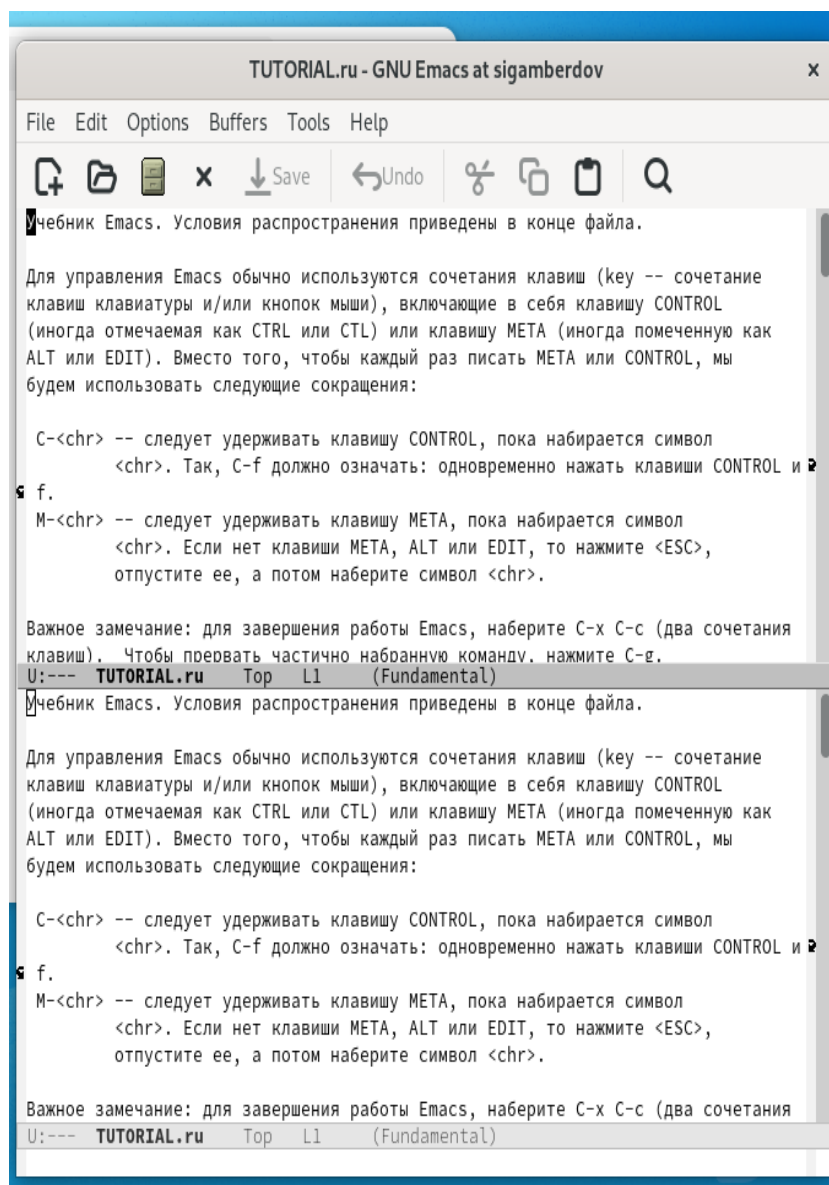 TUTORIAL.ru - GNU Emacs at sigamberdov
File Edit Options Buffers Tools Help
Save Undo
Учебник Emacs. Условия распространения приведены в конце файла.
Для управления Emacs обычно используются сочетания клавиш (key -- сочетание
клавиш клавиатуры и/или кнопок мыши), включающие в себя клавишу CONTROL
(иногда отмечаемая как CTRL или CTL) или клавишу META (иногда помеченную как
ALT или EDIT). Вместо того, чтобы каждый раз писать META или CONTROL, мы
будем использовать следующие сокращения:
C-<chr> -- следует удерживать клавишу CONTROL, пока набирается символ
<chr>. Так, C-f должно означать: одновременно нажать клавиши CONTROL и
f.
M-<chr> -- следует удерживать клавишу META, пока набирается символ
<chr>. Если нет клавиши META, ALT или EDIT, то нажмите <ESC>,
отпустите ее, а потом наберите символ <chr>.
Важное замечание: для завершения работы Emacs, наберите C-x C-c (два сочетания
клавиш). Чтобы прервать частично набранную команду, нажмите C-g.
U:--- TUTORIAL.ru Top L1 (Fundamental)
Учебник Emacs. Условия распространения приведены в конце файла.
Для управления Emacs обычно используются сочетания клавиш (key -- сочетание
клавиш клавиатуры и/или кнопок мыши), включающие в себя клавишу CONTROL
(иногда отмечаемая как CTRL или CTL) или клавишу META (иногда помеченную как
ALT или EDIT). Вместо того, чтобы каждый раз писать META или CONTROL, мы
будем использовать следующие сокращения:
C-<chr> -- следует удерживать клавишу CONTROL, пока набирается символ
<chr>. Так, C-f должно означать: одновременно нажать клавиши CONTROL и
f.
M-<chr> -- следует удерживать клавишу META, пока набирается символ
<chr>. Если нет клавиши META, ALT или EDIT, то нажмите <ESC>,
отпустите ее, а потом наберите символ <chr>.
Важное замечание: для завершения работы Emacs, наберите C-x C-c (два сочетания
U:--- TUTORIAL.ru Top L1 (Fundamental)